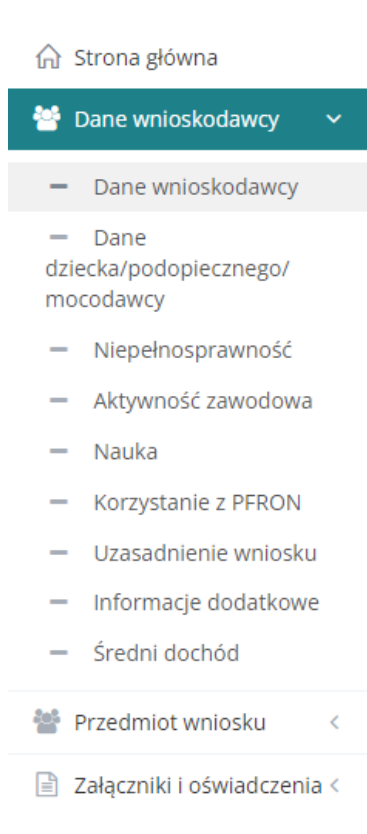 Strona główna
Dane wnioskodawcy
Dane wnioskodawcy
Dane
dziecka/podopiecznego/
mocodawcy
Niepełnosprawność
Aktywność zawodowa
Nauka
Korzystanie z PFRON
Uzasadnienie wniosku
Informacje dodatkowe
Średni dochód
Przedmiot wniosku
Załączniki i oświadczenia